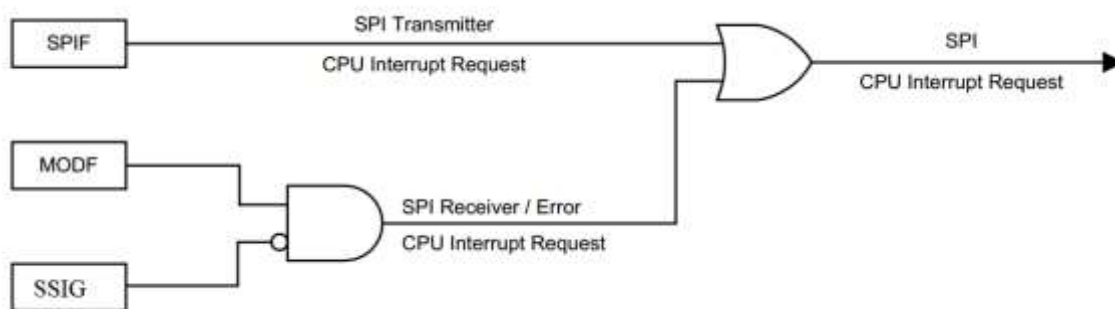 SPIF
SPI Transmitter
CPU Interrupt Request
SPI
CPU Interrupt Request
MODF
SPI Receiver / Error
CPU Interrupt Request
SSIG